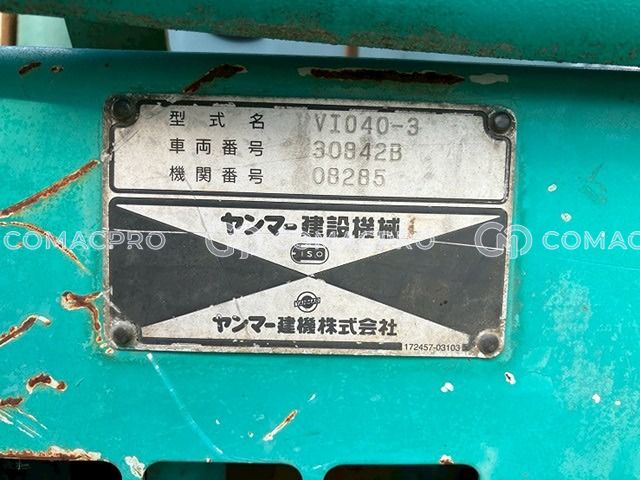 型式名 VIO40-3
車両番号 30842B
機関番号 08285
ヤンマー建設機械
ISO
YANMAR
ヤンマー建機株式会社
172457-03103
COMACPRO COMACPRO COMACPRO